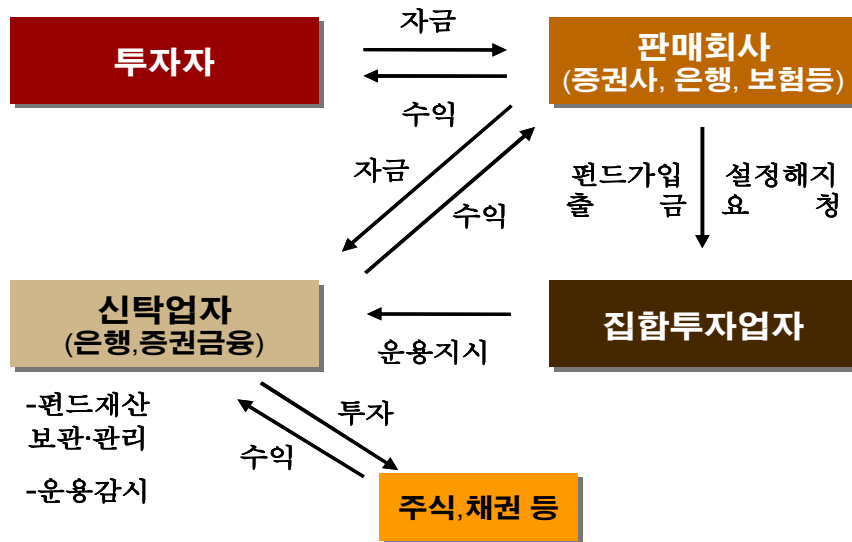 자금
투자자
판매회사
(증권사, 은행, 보험등)
수익
자금
수익
펀드가입
출 금
설정해지
요 청
신탁업자
(은행,증권금융)
집합투자업자
운용지시
-펀드재산
보관·관리
-운용감시
투자
수익
주식,채권 등